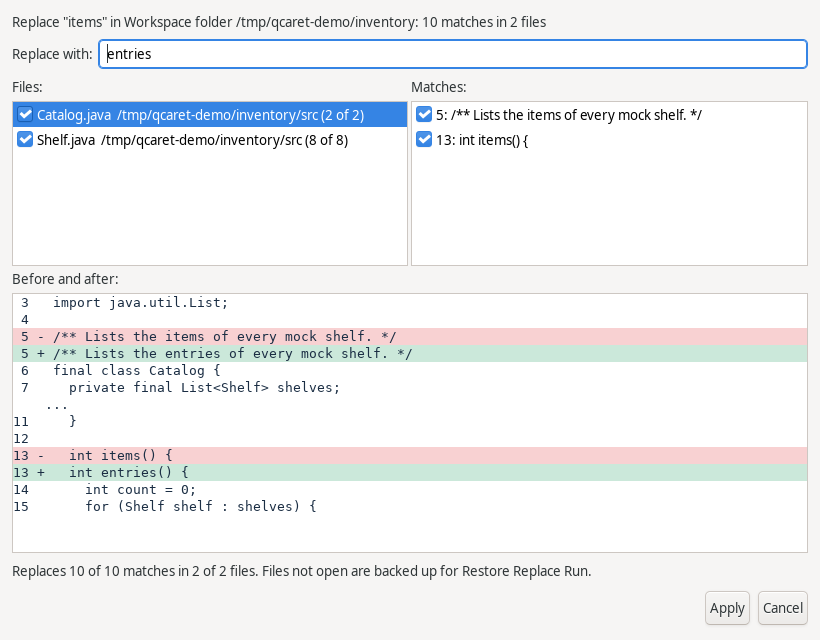 Replace "items" in Workspace folder /tmp/qcaret-demo/inventory: 10 matches in 2 files
Replace with: entries
Files:
Catalog.java /tmp/qcaret-demo/inventory/src (2 of 2)
Shelf.java /tmp/qcaret-demo/inventory/src (8 of 8)
Matches:
5: /** Lists the items of every mock shelf. */
13: int items() {
Before and after:
3 import java.util.List;
4
5 - /** Lists the items of every mock shelf. */
5 + /** Lists the entries of every mock shelf. */
6 final class Catalog {
7 private final List<Shelf> shelves;
...
11 }
12
13 - int items() {
13 + int entries() {
14 int count = 0;
15 for (Shelf shelf : shelves) {
Replaces 10 of 10 matches in 2 of 2 files. Files not open are backed up for Restore Replace Run.
Apply Cancel